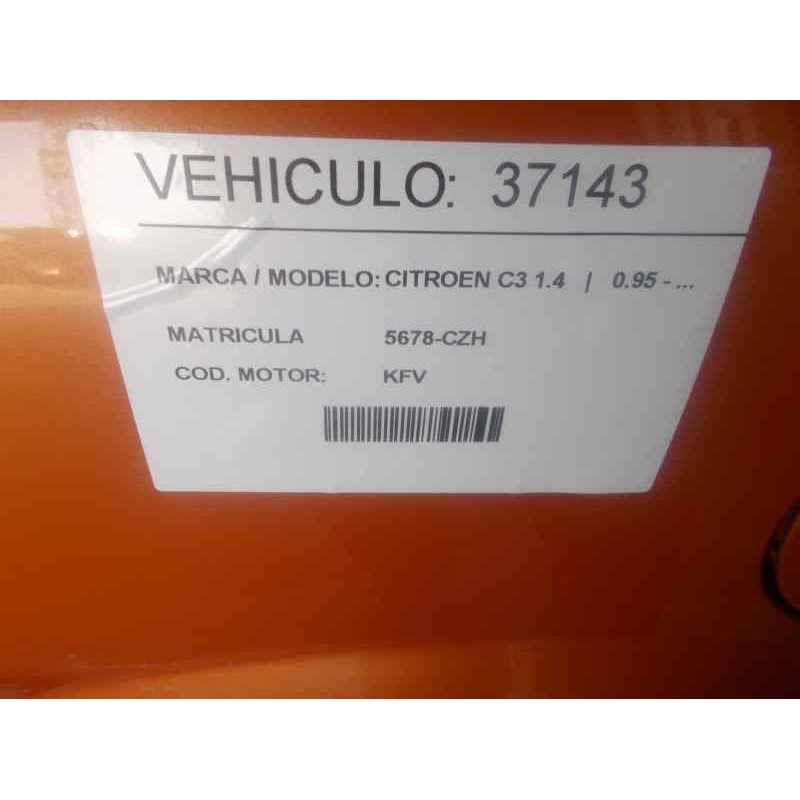 VEHICULO: 37143
MARCA / MODELO: CITROEN C3 1.4 | 0.95 - ...
MATRICULA 5678-CZH
COD. MOTOR: KFV